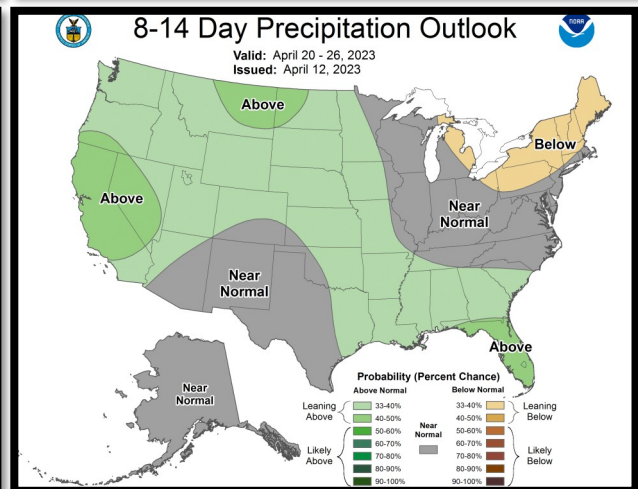 NOAA
8-14 Day Precipitation Outlook
Valid: April 20 - 26, 2023
Issued: April 12, 2023
Above
Below
Above
Near
Normal
Near
Normal
Above
Near
Normal
Probability (Percent Chance)
Above Normal Below Normal
Leaning
Above
33-40%
40-50%
Likely
Above
50-60%
60-70%
70-80%
80-90%
90-100%
Near
Normal
33-40%
40-50%
Leaning
Below
50-60%
60-70%
70-80%
80-90%
90-100%
Likely
Below